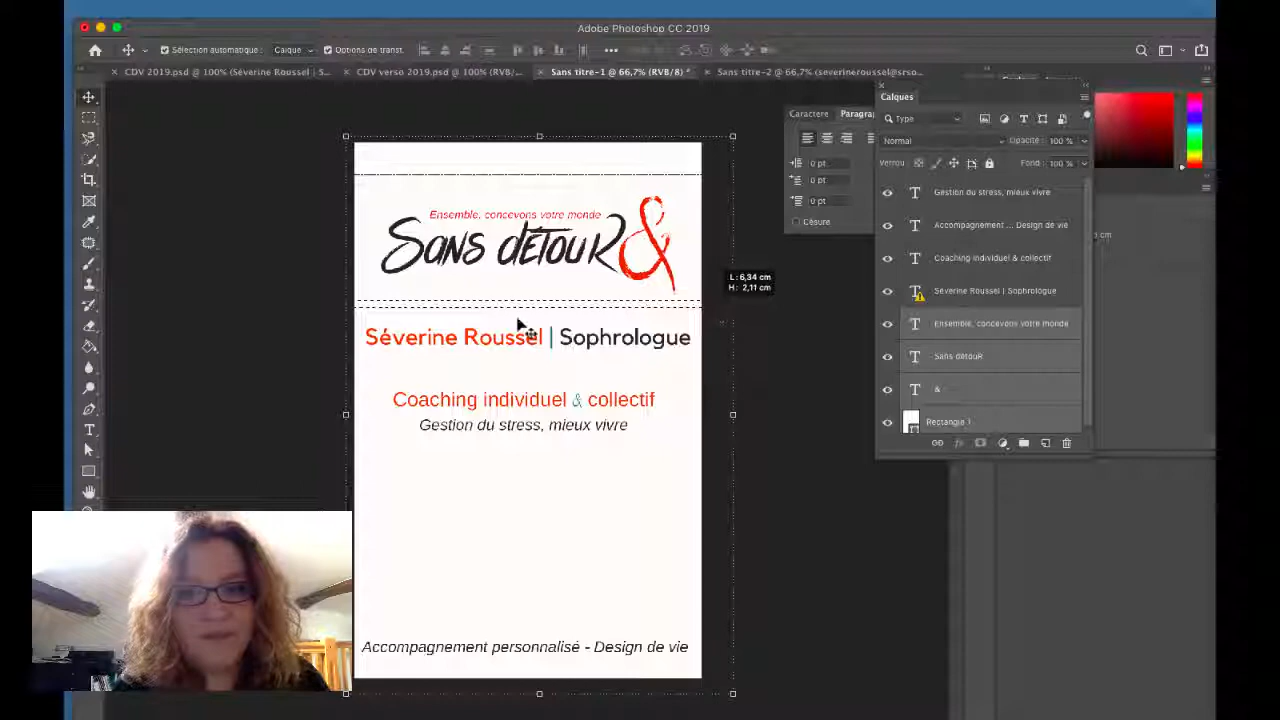 Adobe Photoshop CC 2019
Sélection automatique : Calque Options de transf.
CDV 2019.psd @ 100% (Séverine Roussel | S...
CDV verso 2019.psd @ 100% (RVB/...
Sans titre-1 @ 66,7% (RVB/8) *
Sans titre-2 @ 66,7% (severineroussel@srso...
Caractère Paragra
0 pt
0 pt
0 pt
Césure
Calques
Type
Normal Opacité : 100 %
Verrou : Fond : 100 %
Gestion du stress, mieux vivre
Accompagnement ... Design de vie
Coaching individuel & collectif
Séverine Roussel | Sophrologue
Ensemble, concevons votre monde
Sans détouR
&
Rectangle 1
Ensemble, concevons votre monde
Sans détouR &
L : 6,34 cm
H : 2,11 cm
Séverine Roussel | Sophrologue
Coaching individuel & collectif
Gestion du stress, mieux vivre
Accompagnement personnalisé - Design de vie